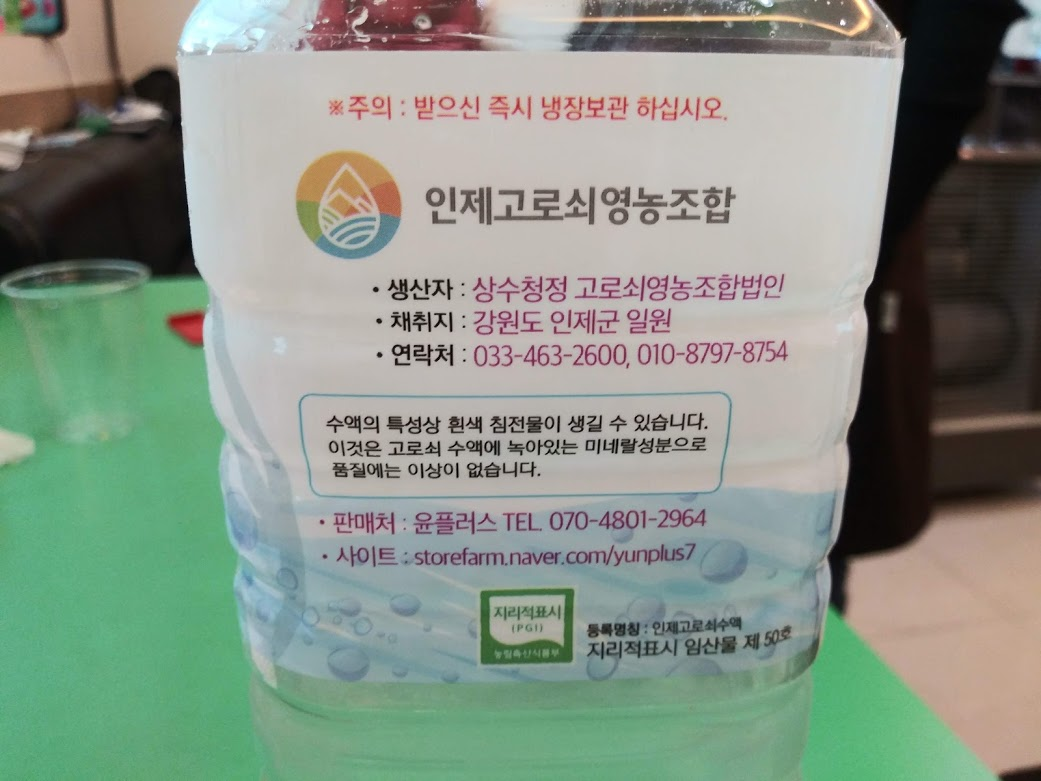 ※주의 : 받으신 즉시 냉장보관 하십시오.
인제고로쇠영농조합
• 생산자 : 상수청정 고로쇠영농조합법인
• 채취지 : 강원도 인제군 일원
• 연락처 : 033-463-2600, 010-8797-8754
수액의 특성상 흰색 침전물이 생길 수 있습니다.
이것은 고로쇠 수액에 녹아있는 미네랄성분으로
품질에는 이상이 없습니다.
• 판매처 : 윤플러스 TEL. 070-4801-2964
• 사이트 : storefarm.naver.com/yunplus7
지리적표시
(PGI)
농림축산식품부
등록명칭 : 인제고로쇠수액
지리적표시 임산물 제 50호